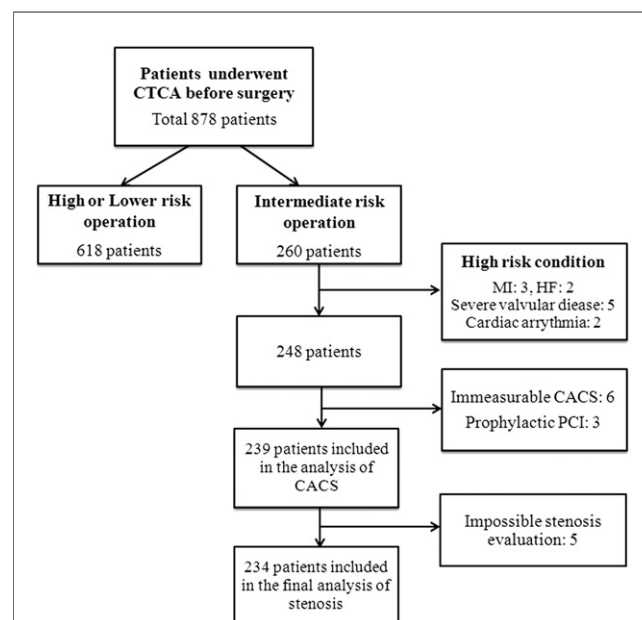 Patients underwent
CTCA before surgery
Total 878 patients
High or Lower risk
operation
618 patients
Intermediate risk
operation
260 patients
High risk condition
MI: 3, HF: 2
Severe valvular diease: 5
Cardiac arrythmia: 2
248 patients
Immeasurable CACS: 6
Prophylactic PCI: 3
239 patients included
in the analysis of
CACS
Impossible stenosis
evaluation: 5
234 patients included
in the final analysis of
stenosis